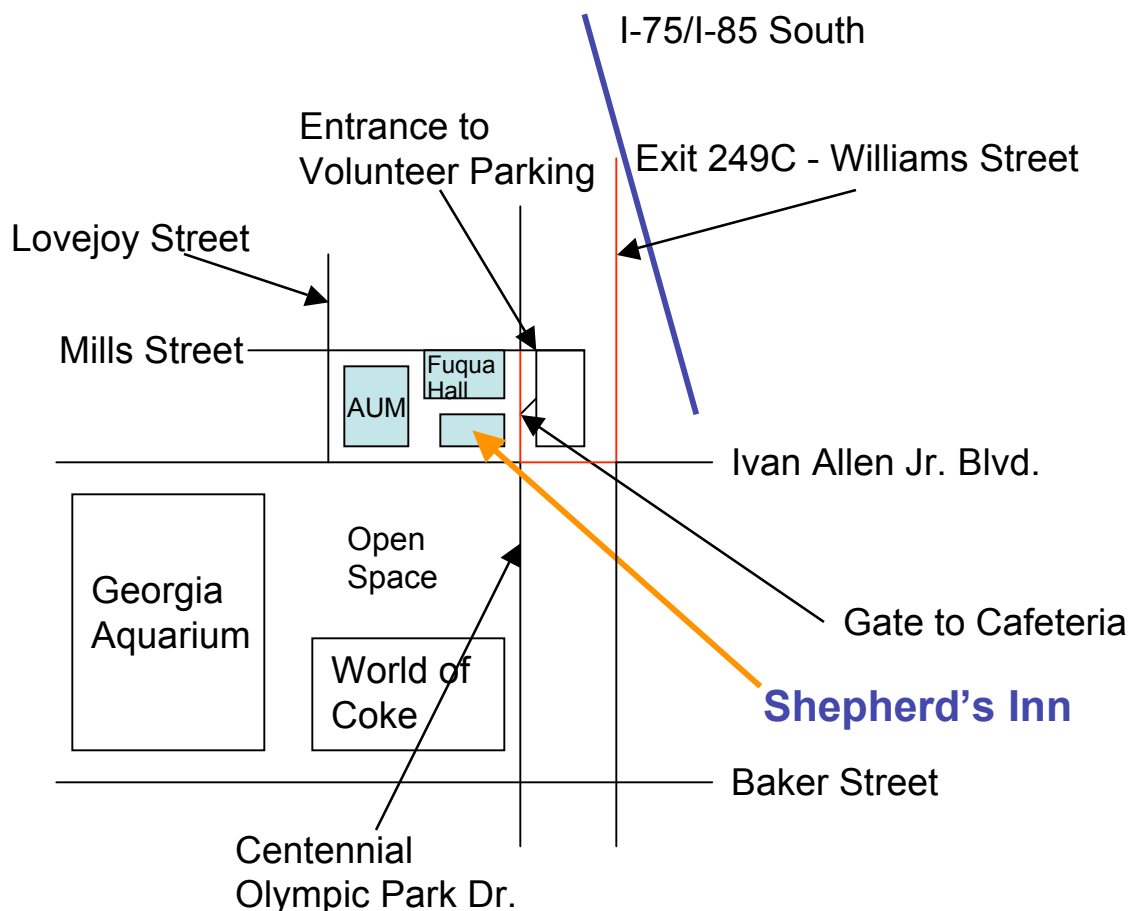 I-75/I-85 South
Entrance to
Volunteer Parking
Exit 249C - Williams Street
Lovejoy Street
Mills Street
Fuqua
Hall
AUM
Ivan Allen Jr. Blvd.
Open
Space
Georgia
Aquarium
Gate to Cafeteria
World of
Coke
Shepherd's Inn
Baker Street
Centennial
Olympic Park Dr.